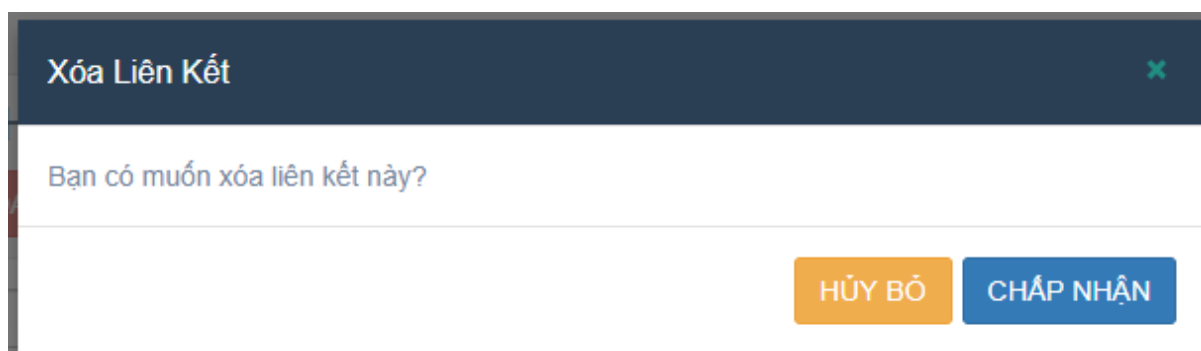 Xóa Liên Kết
Bạn có muốn xóa liên kết này?
HỦY BỎ
CHẤP NHẬN